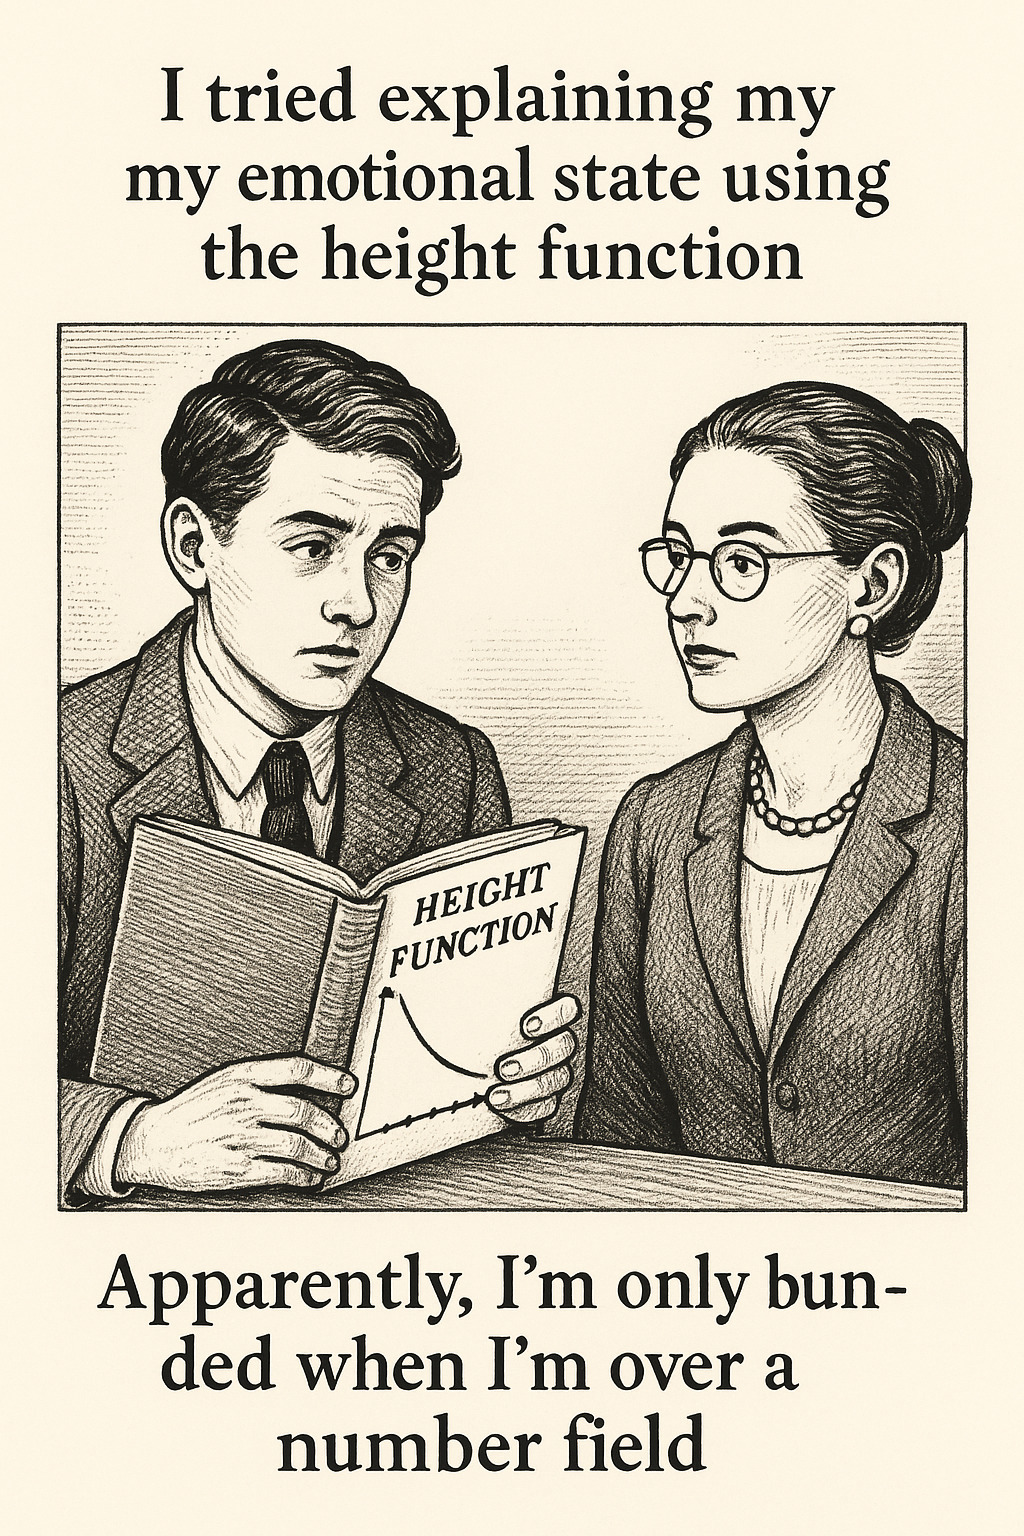 I tried explaining my
my emotional state using
the height function
HEIGHT
FUNCTION
Apparently, I’m only bun-
ded when I’m over a
number field